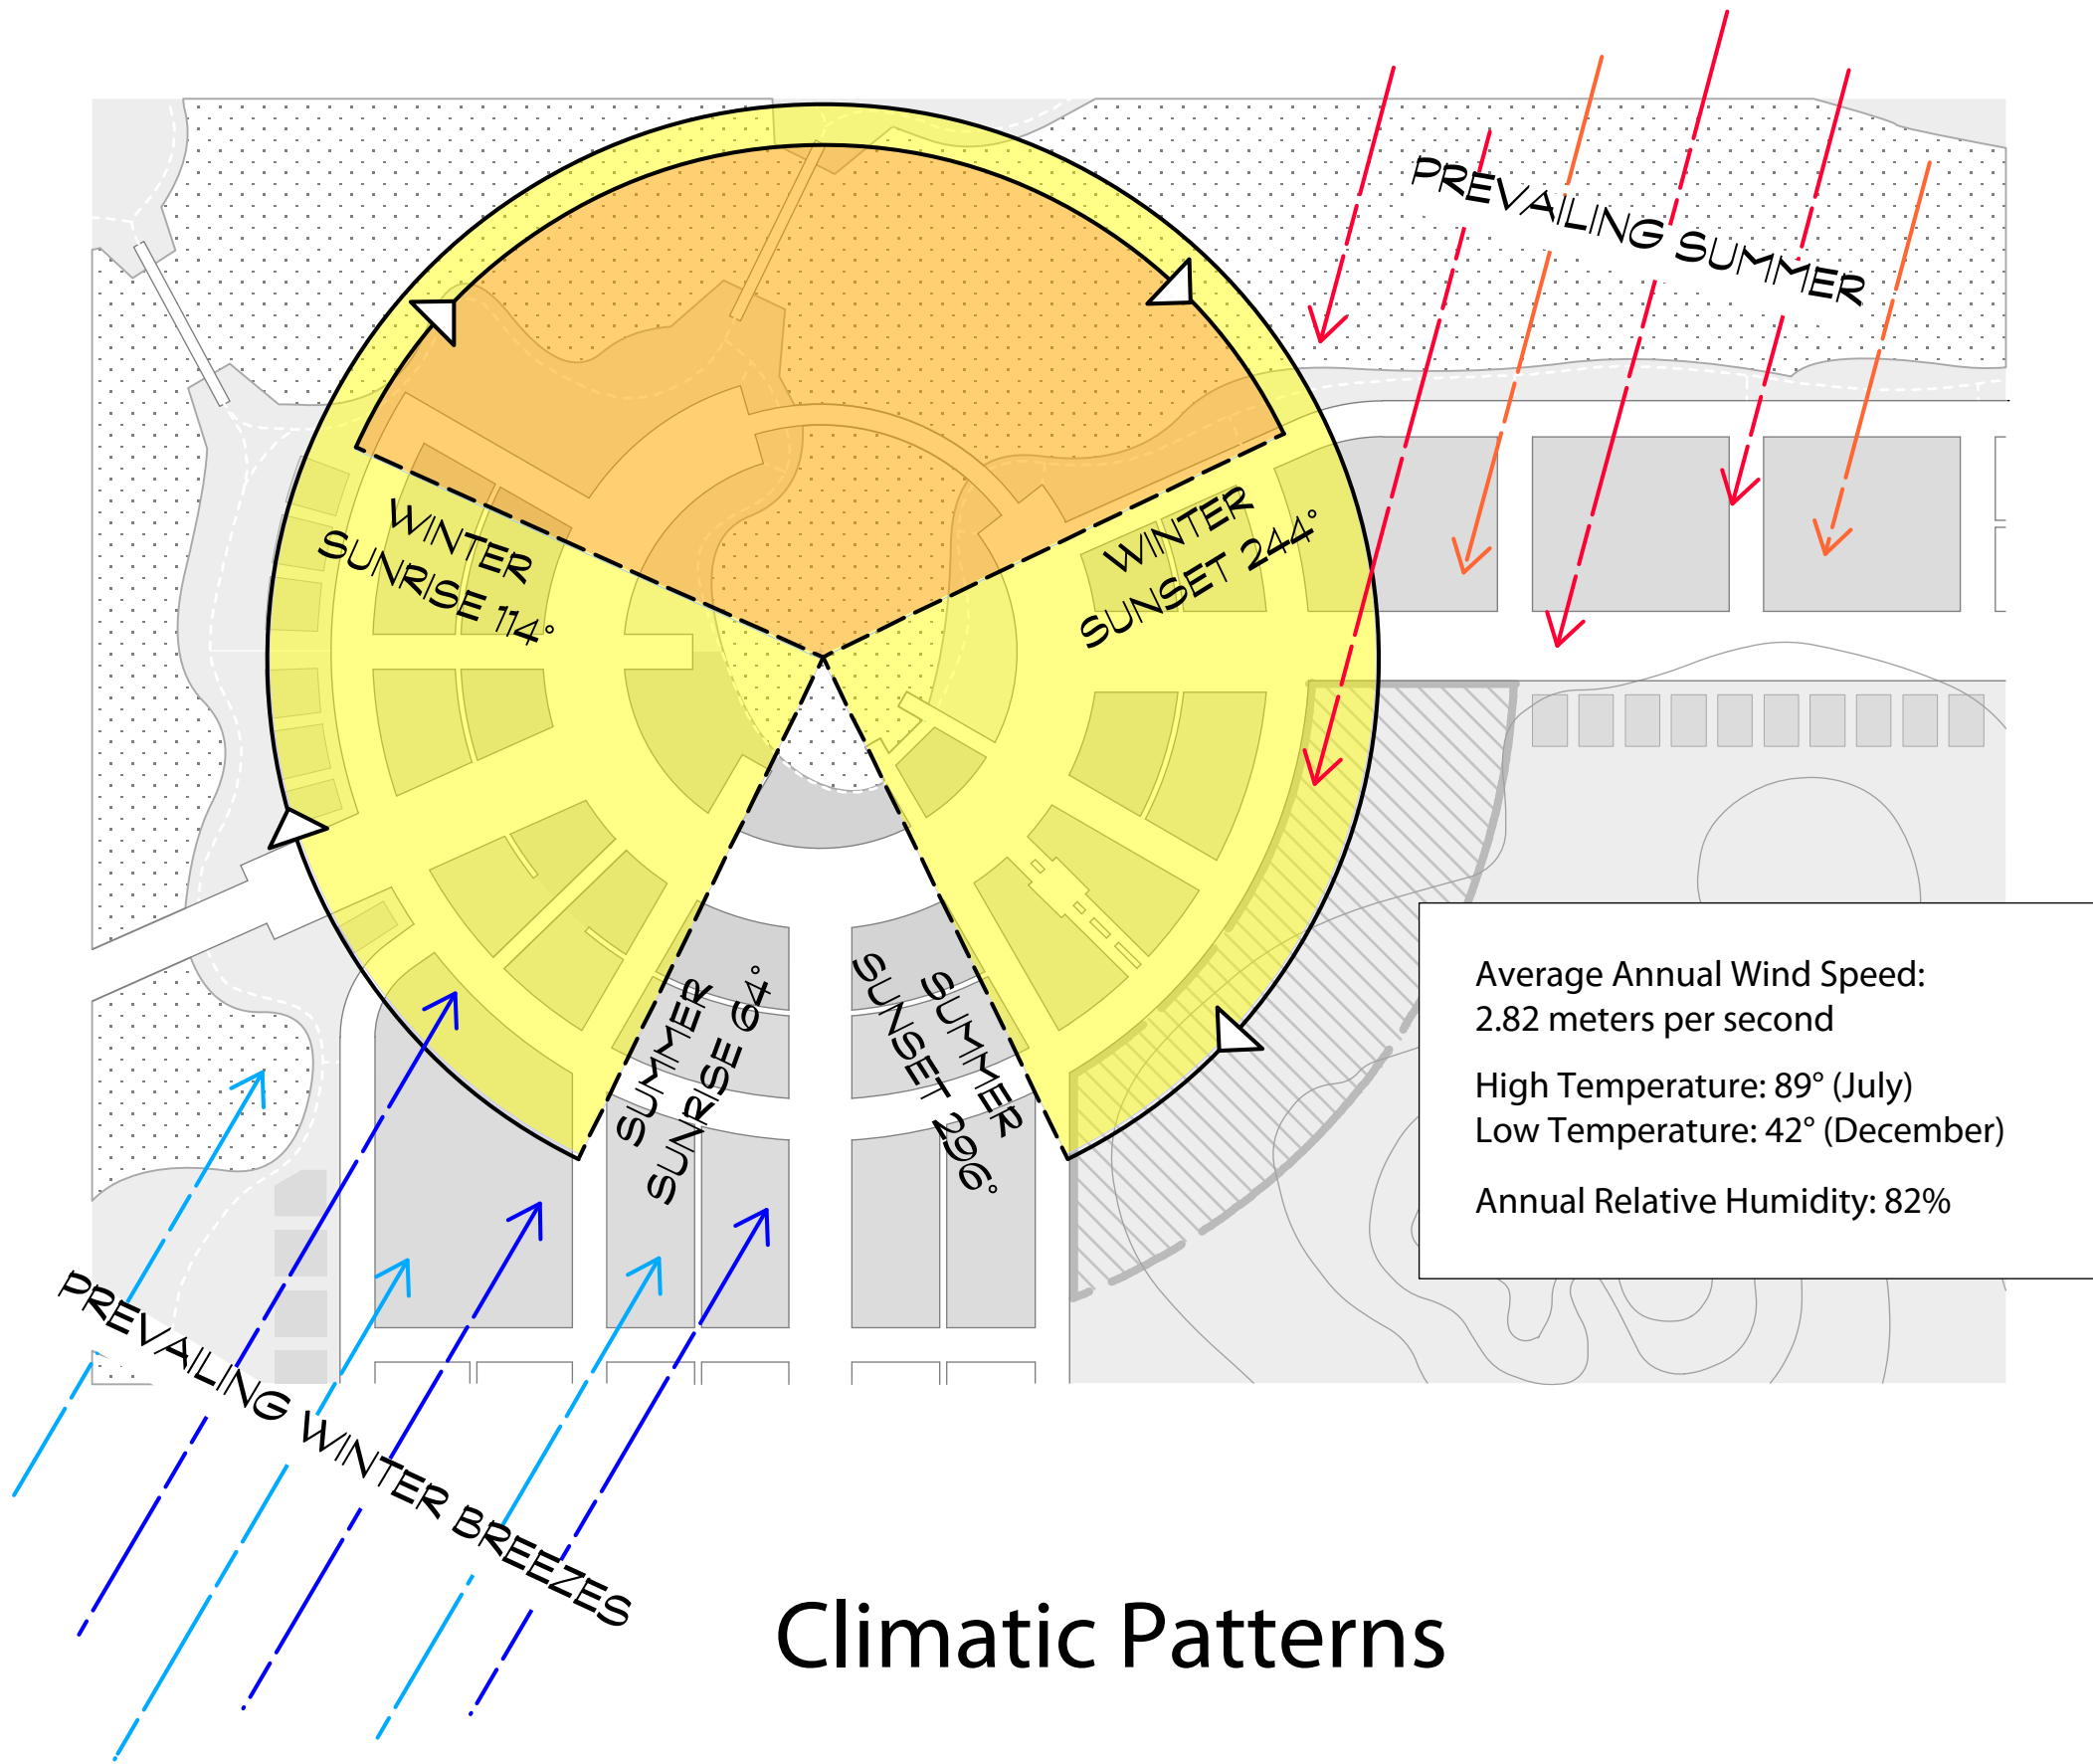 PREVAILING SUMMER
WINTER
SUNRISE 114°
WINTER
SUNSET 244°
SUMMER
SUNRISE 64°
SUMMER
SUNSET 296°
Average Annual Wind Speed:
2.82 meters per second
High Temperature: 89° (July)
Low Temperature: 42° (December)
Annual Relative Humidity: 82%
PREVAILING WINTER BREEZES
Climatic Patterns